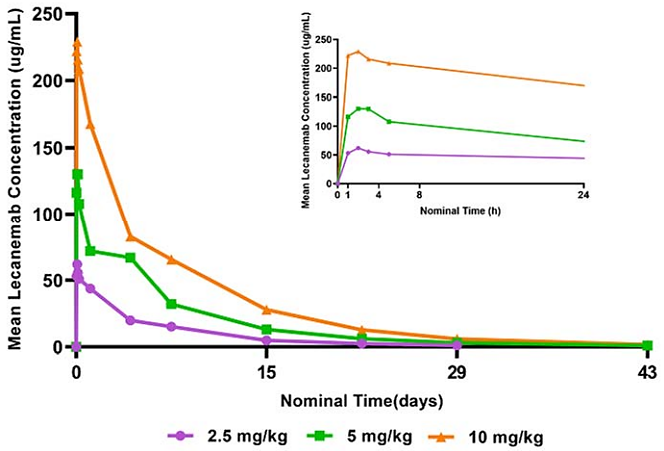 Mean Lecanemab Concentration (ug/mL)
250
200
150
100
50
0
0
15
29
43
Nominal Time(days)
Mean Lecanemab Concentration (ug/mL)
250
200
150
100
50
0
0 1 4 8 24
Nominal Time (h)
2.5 mg/kg 5 mg/kg 10 mg/kg